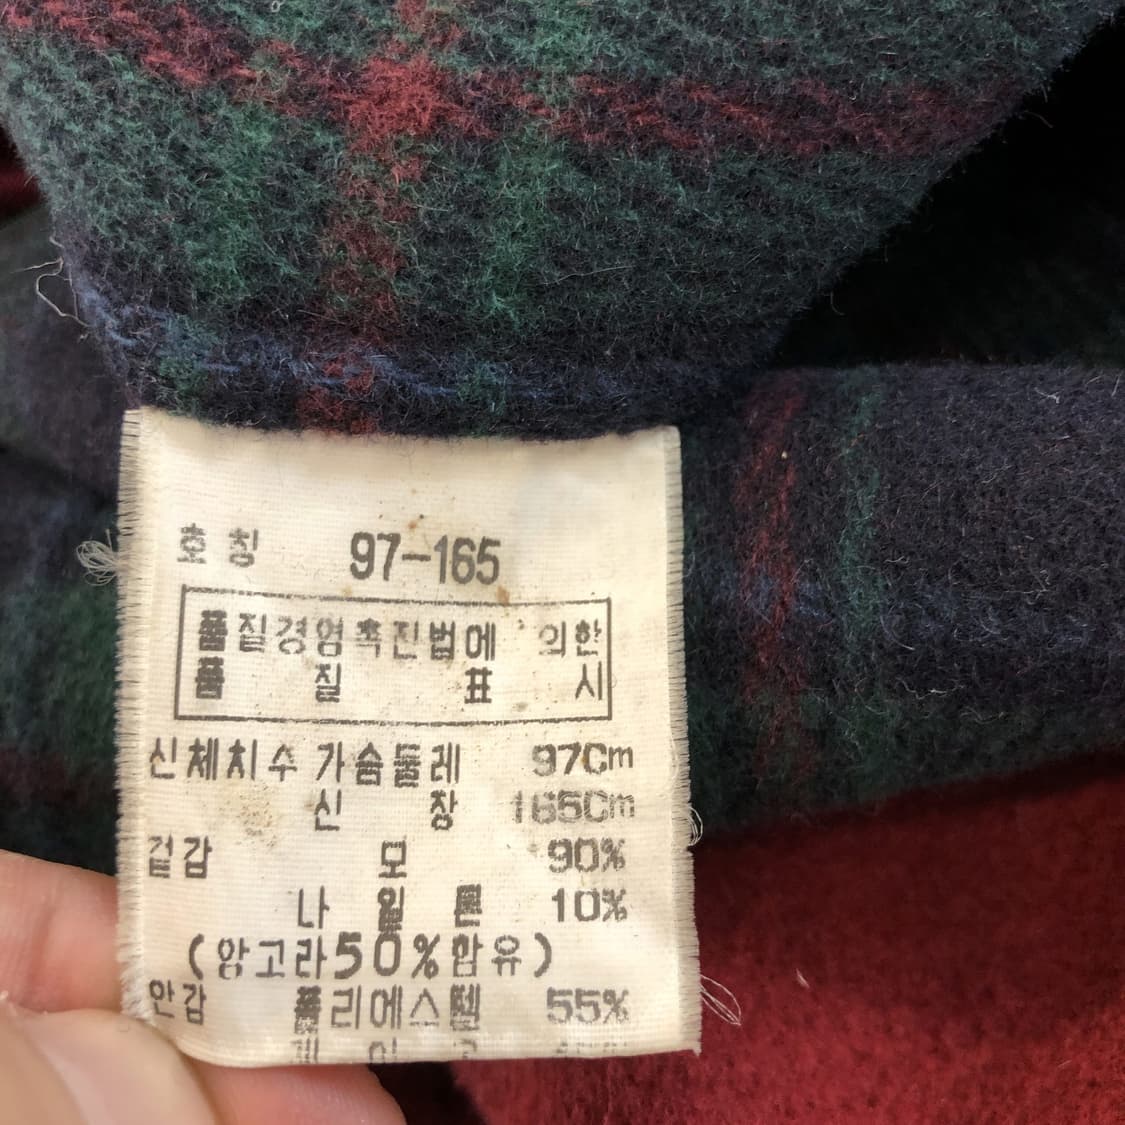 호칭 97-165
품질경영촉진법에 의한
품질표시
신체치수 가슴둘레 97Cm
신장 165Cm
겉감 모 90%
나일론 10%
(앙고라50%함유)
안감 폴리에스텔 55%